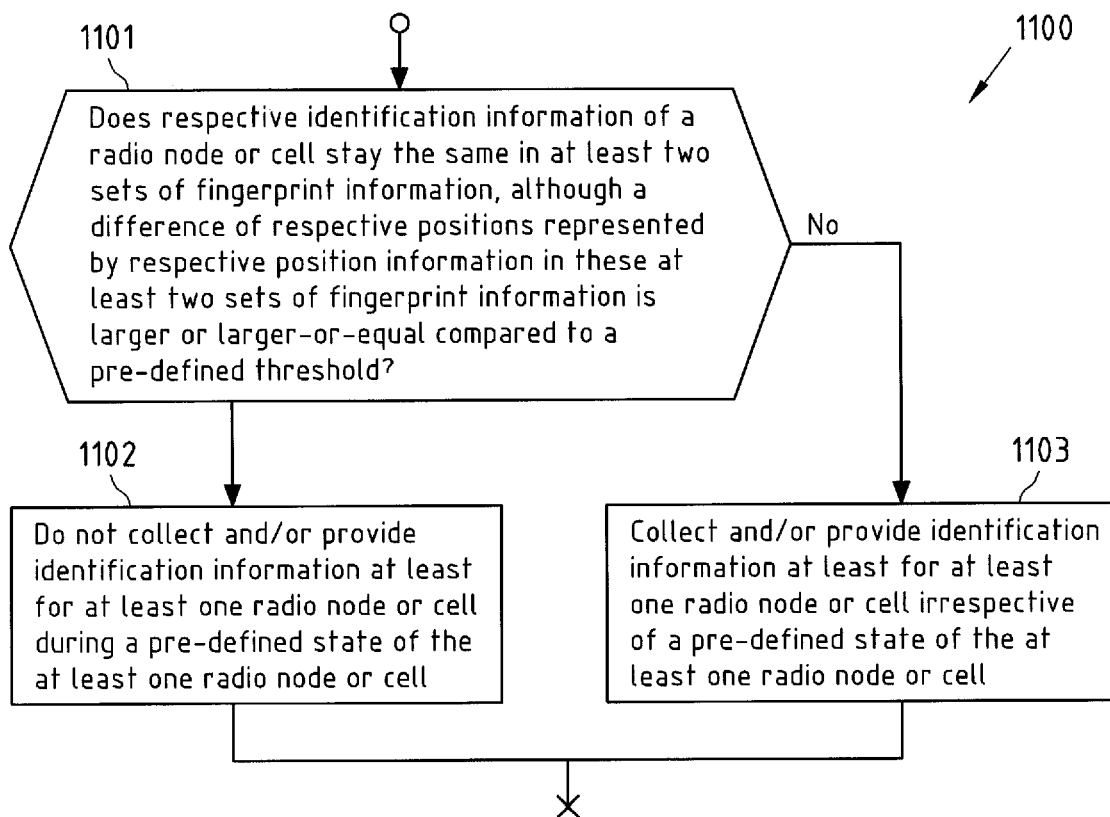 1101
1100
Does respective identification information of a
radio node or cell stay the same in at least two
sets of fingerprint information, although a
difference of respective positions represented
by respective position information in these at
least two sets of fingerprint information is
larger or larger-or-equal compared to a
pre-defined threshold?
No
1102
Do not collect and/or provide
identification information at least
for at least one radio node or cell
during a pre-defined state of the
at least one radio node or cell
1103
Collect and/or provide identification
information at least for at least
one radio node or cell irrespective
of a pre-defined state of the at
least one radio node or cell